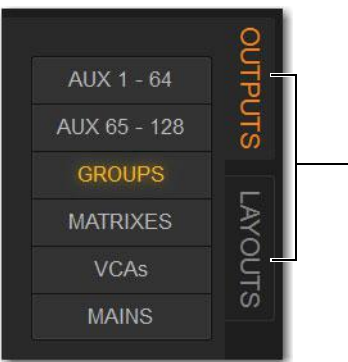 AUX 1 - 64
AUX 65 - 128
GROUPS
MATRIXES
VCAs
MAINS
OUTPUTS
LAYOUTS